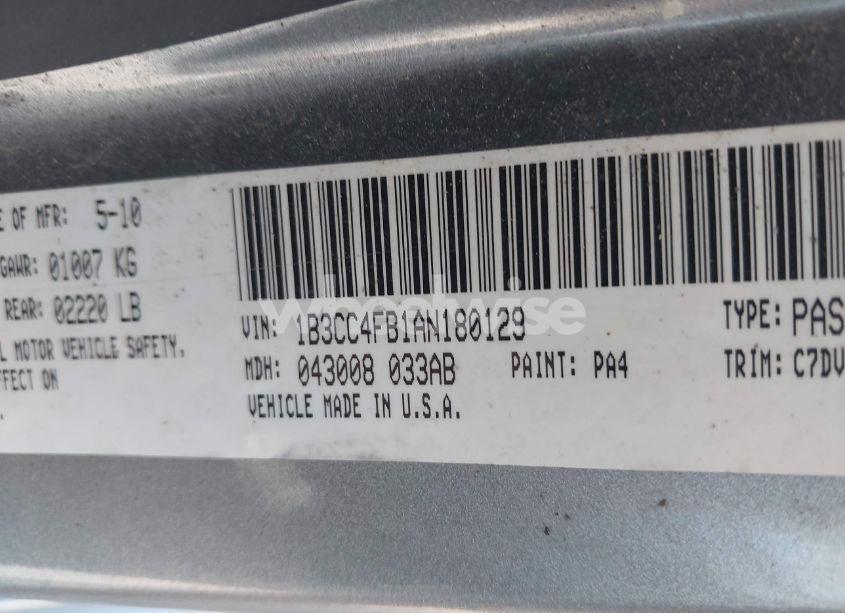 E OF MFR: 5-10
GAWR: 01007 KG
REAR: 02220 LB
L MOTOR VEHICLE SAFETY,
FFECT ON
VIN: 1B3CC4FB1AN180129
TYPE: PAS
MDH: 043008 033AB PAINT: PA4 TRIM: C7DV
VEHICLE MADE IN U.S.A.
wheelwise